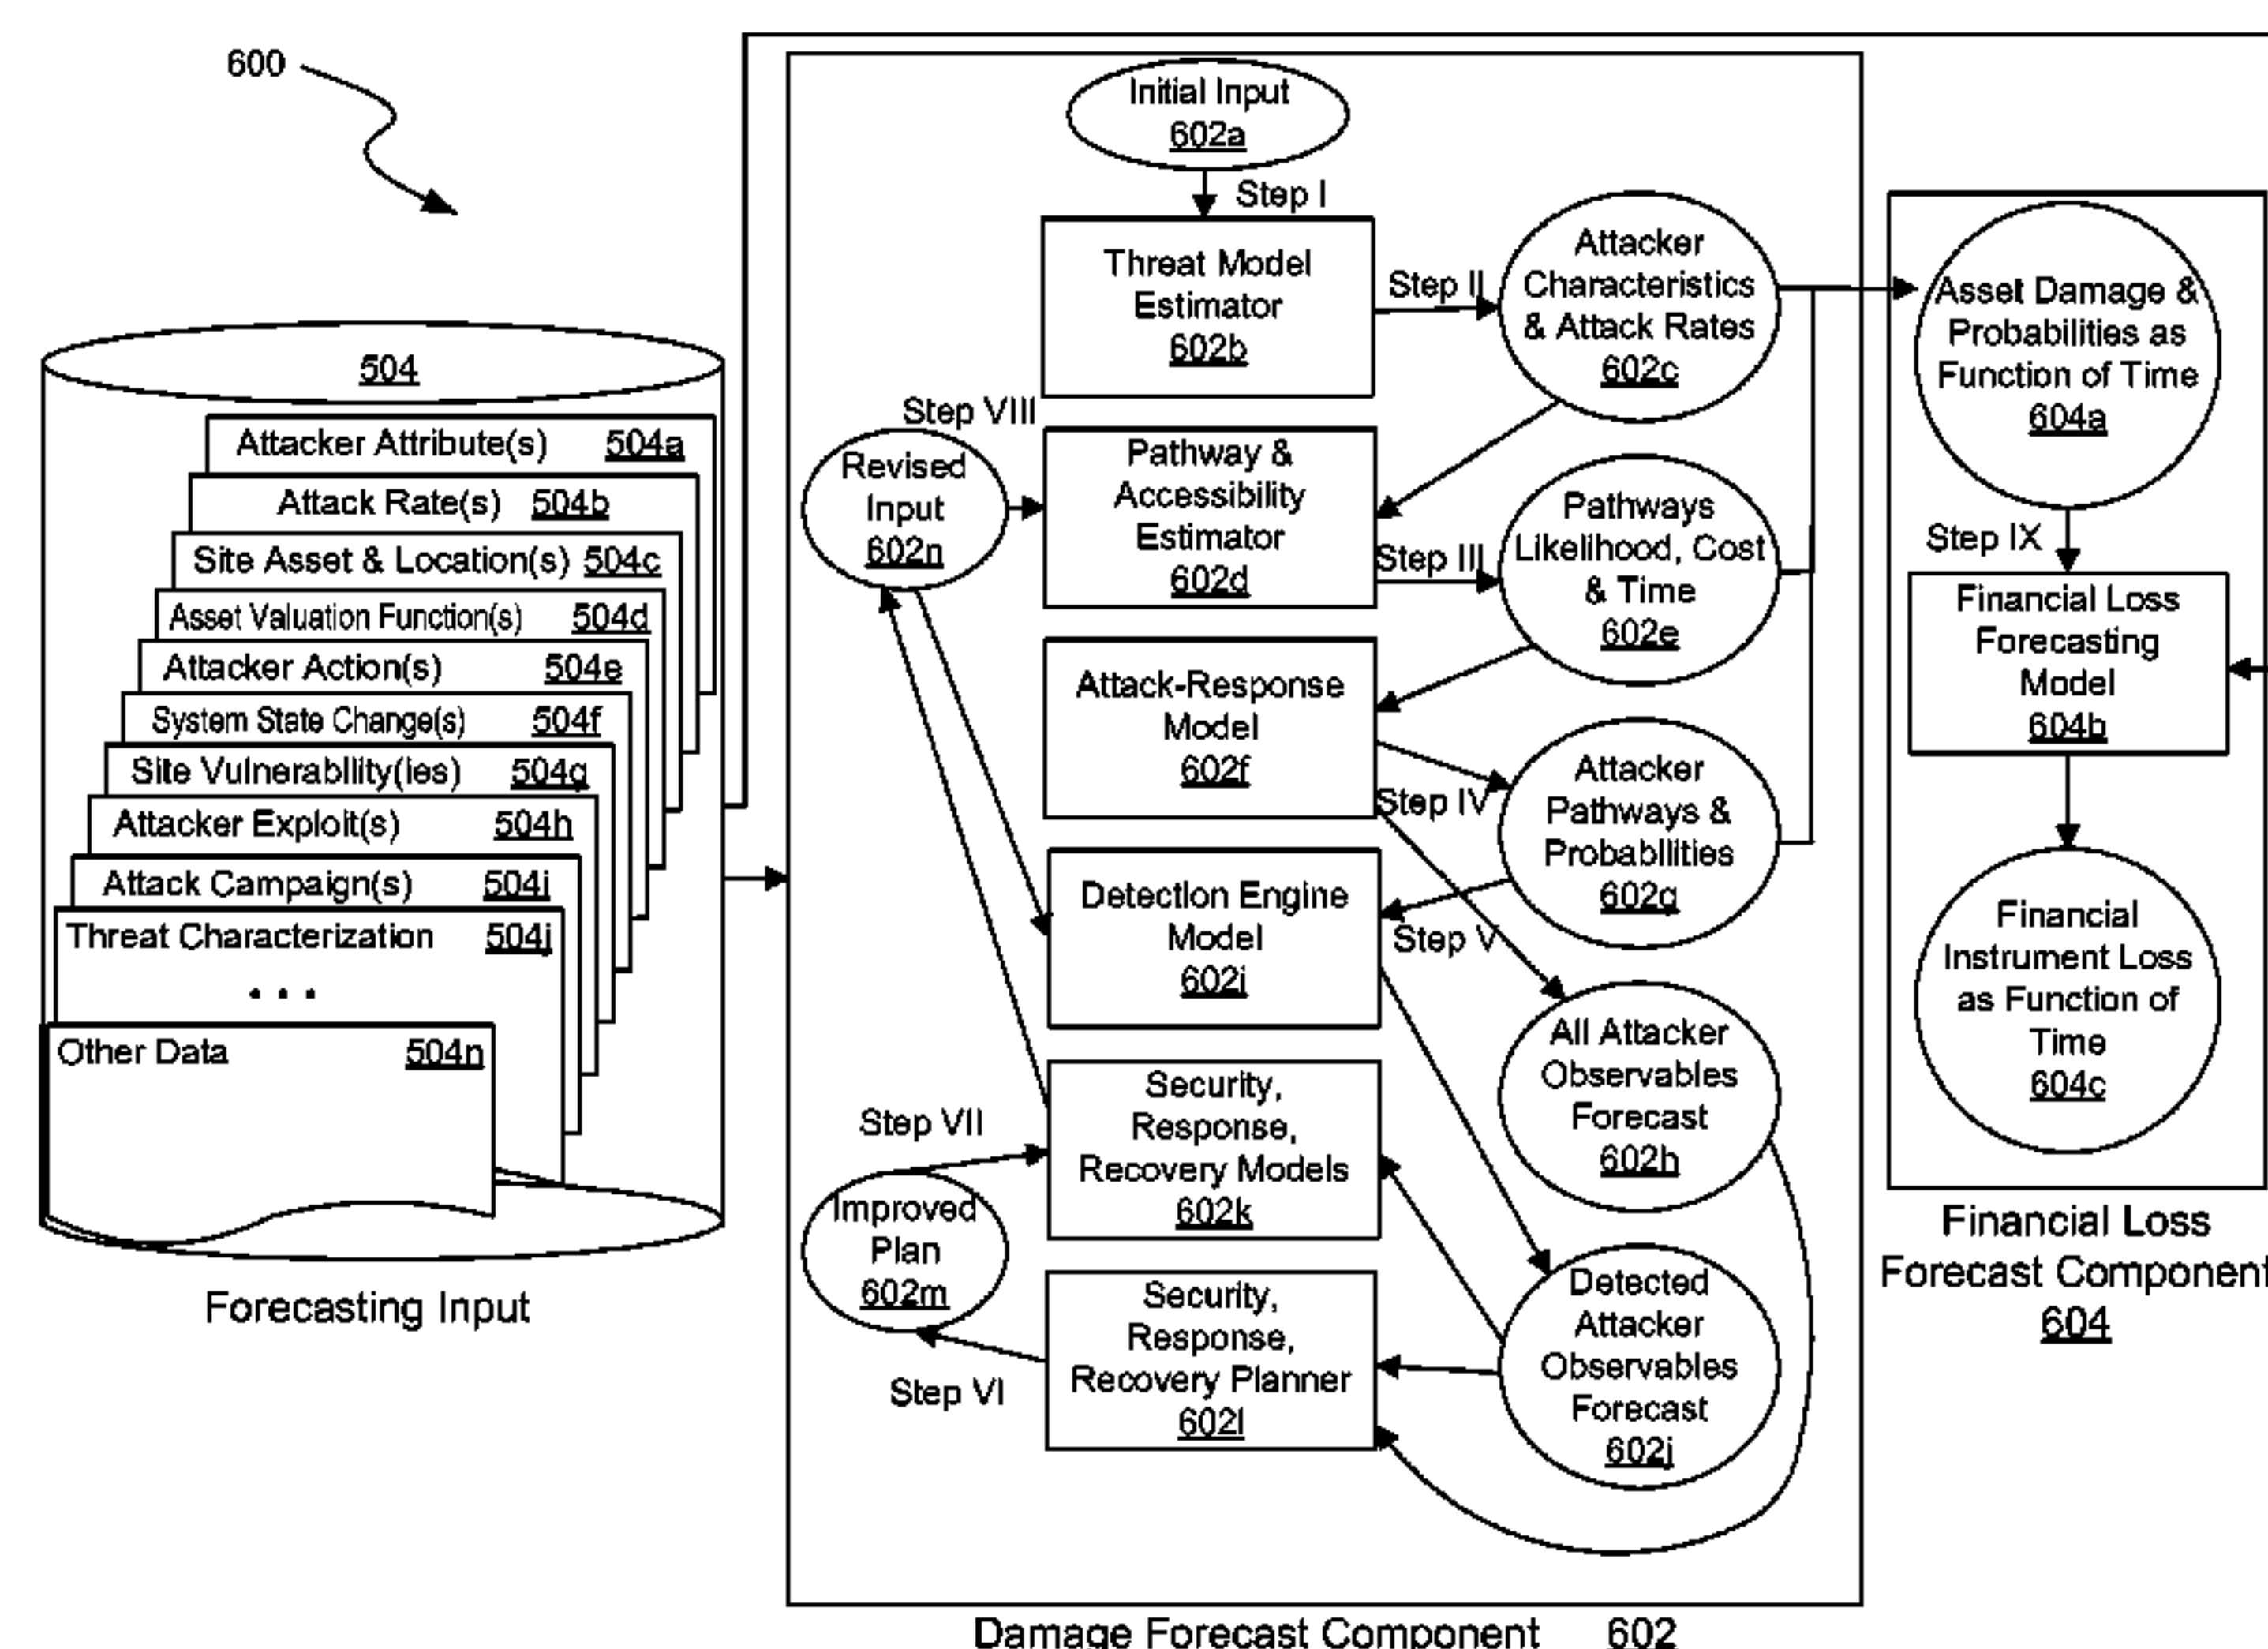 600
504
Attacker Attribute(s) 504a
Attack Rate(s) 504b
Site Asset & Location(s) 504c
Asset Valuation Function(s) 504d
Attacker Action(s) 504e
System State Change(s) 504f
Site Vulnerability(ies) 504g
Attacker Exploit(s) 504h
Attack Campaign(s) 504i
Threat Characterization 504j
...
Other Data 504n
Forecasting Input
Initial Input
602a
Step I
Threat Model
Estimator
602b
Step II
Attacker
Characteristics
& Attack Rates
602c
Step VIII
Revised
Input
602n
Pathway &
Accessibility
Estimator
602d
Step III
Pathways
Likelihood, Cost
& Time
602e
Attack-Response
Model
602f
Step IV
Attacker
Pathways &
Probabilities
602g
Detection Engine
Model
602i
Step V
All Attacker
Observables
Forecast
602h
Step VII
Security,
Response,
Recovery Models
602k
Improved
Plan
602m
Step VI
Security,
Response,
Recovery Planner
602l
Detected
Attacker
Observables
Forecast
602j
Damage Forecast Component 602
Asset Damage &
Probabilities as
Function of Time
604a
Step IX
Financial Loss
Forecasting
Model
604b
Financial
Instrument Loss
as Function of
Time
604c
Financial Loss
Forecast Component
604